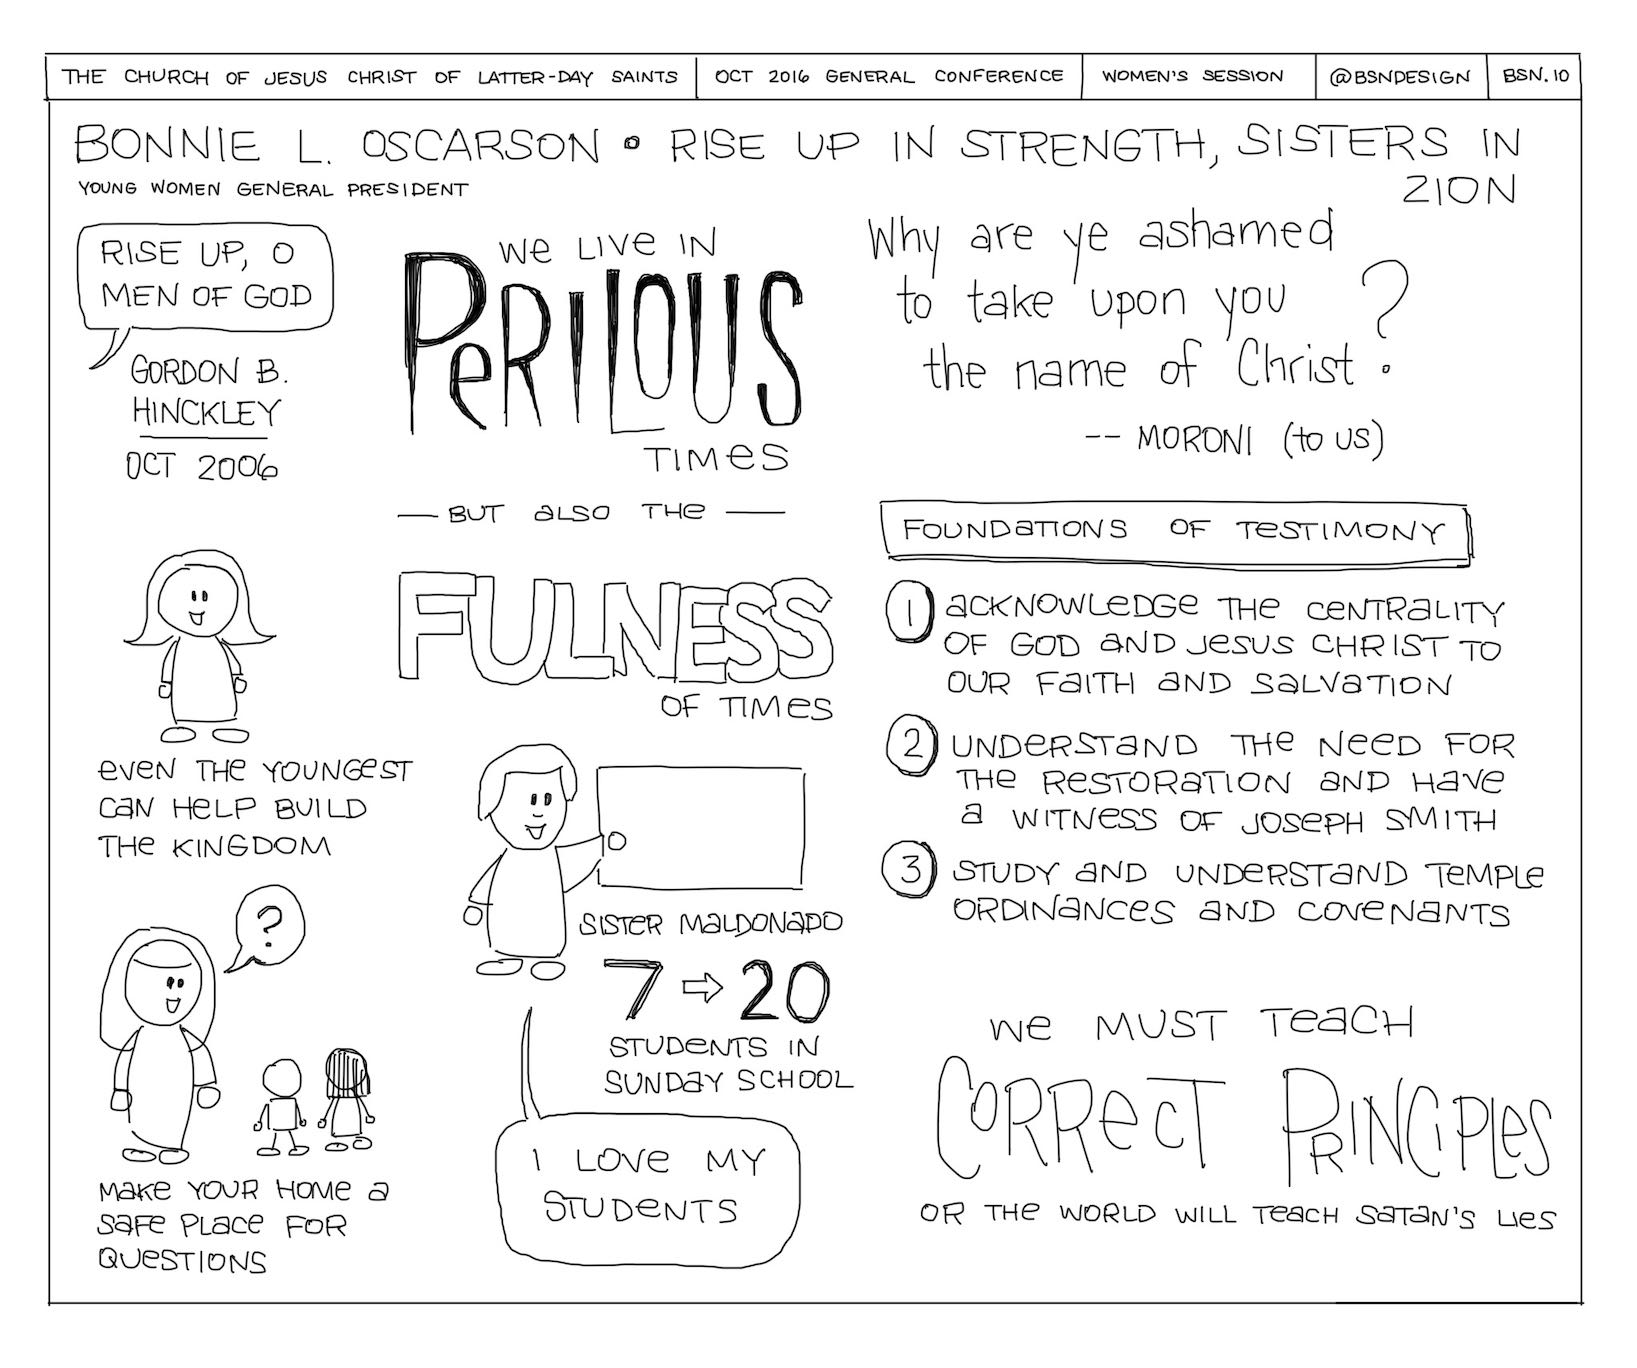 THE CHURCH OF JESUS CHRIST OF LATTER-DAY SAINTS
OCT 2016 GENERAL CONFERENCE
WOMEN'S SESSION
@BSNDESIGN
BSN.IO
BONNIE L. OSCARSON • RISE UP IN STRENGTH, SISTERS IN
ZION
YOUNG WOMEN GENERAL PRESIDENT
RISE UP, O
MEN OF GOD
GORDON B.
HINCKLEY
OCT 2006
EVEN THE YOUNGEST
CAN HELP BUILD
THE KINGDOM
?
MAKE YOUR HOME A
SAFE PLACE FOR
QUESTIONS
WE LIVE IN
PERILOUS
TIMES
— BUT ALSO THE —
FULNESS
OF TIMES
SISTER MALDONADO
7 ⇨ 20
STUDENTS IN
SUNDAY SCHOOL
I LOVE MY
STUDENTS
Why are ye ashamed
to take upon you
the name of Christ?
-- MORONI (to US)
FOUNDATIONS OF TESTIMONY
1 ACKNOWLEDGE THE CENTRALITY
OF GOD AND JESUS CHRIST TO
OUR FAITH AND SALVATION
2 UNDERSTAND THE NEED FOR
THE RESTORATION AND HAVE
A WITNESS OF JOSEPH SMITH
3 STUDY AND UNDERSTAND TEMPLE
ORDINANCES AND COVENANTS
WE MUST TEACH
CORRECT PRINCIPLES
OR THE WORLD WILL TEACH SATAN'S LIES